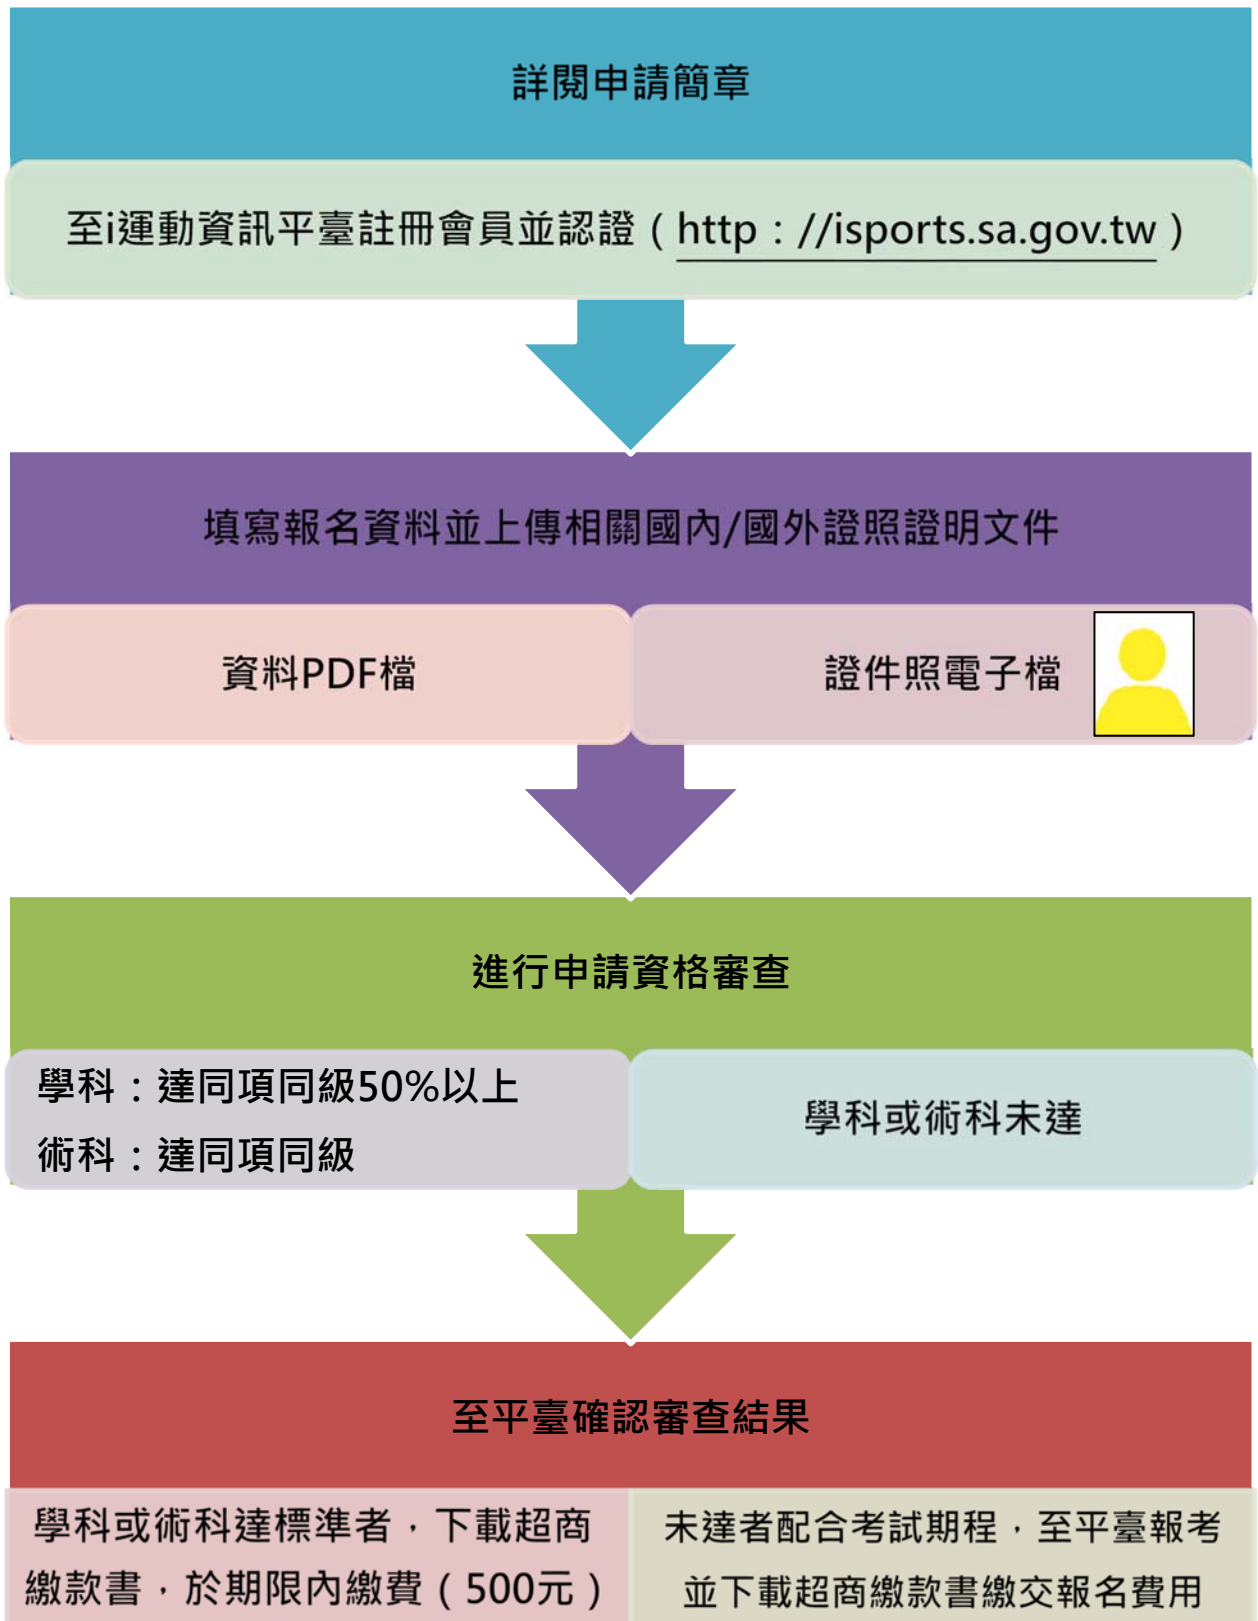 詳閱申請簡章
至i運動資訊平臺註冊會員並認證（http：//isports.sa.gov.tw）
填寫報名資料並上傳相關國內/國外證照證明文件
資料PDF檔
證件照電子檔
進行申請資格審查
學科：達同項同級50%以上
術科：達同項同級
學科或術科未達
至平臺確認審查結果
學科或術科達標準者，下載超商
繳款書，於期限內繳費（500元）
未達者配合考試期程，至平臺報考
並下載超商繳款書繳交報名費用